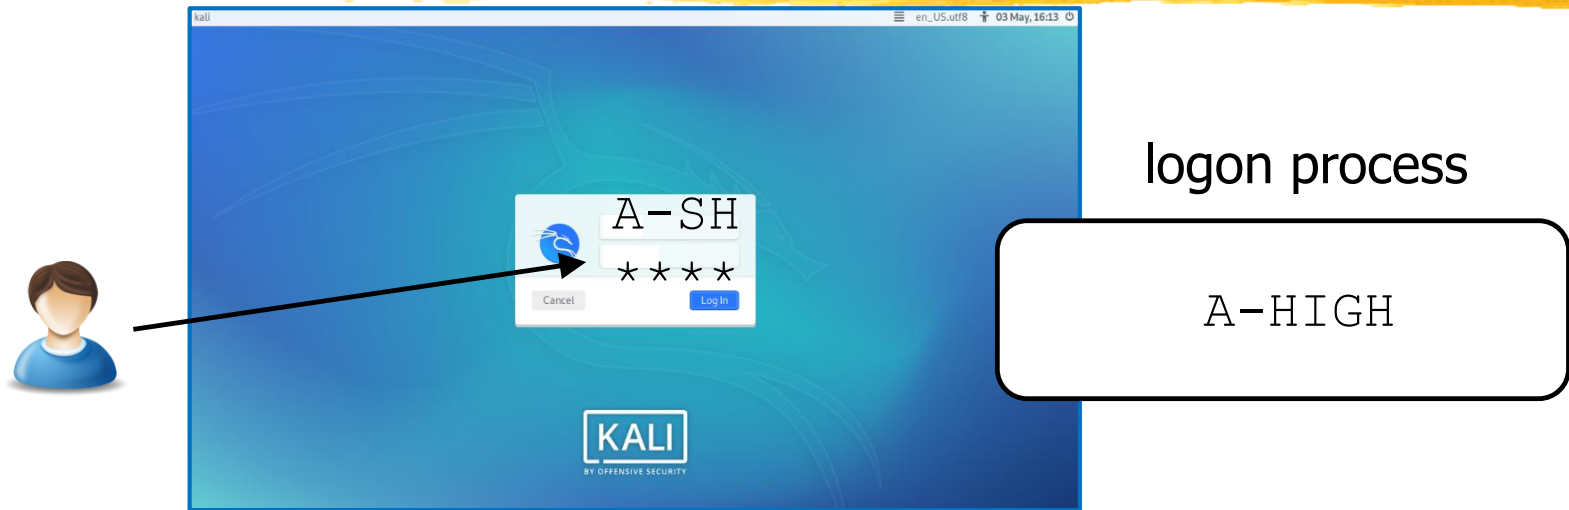 kali
en_US.utf8 03 May, 16:13
logon process
A-SH
****
Cancel
Log In
A-HIGH
KALI
BY OFFENSIVE SECURITY